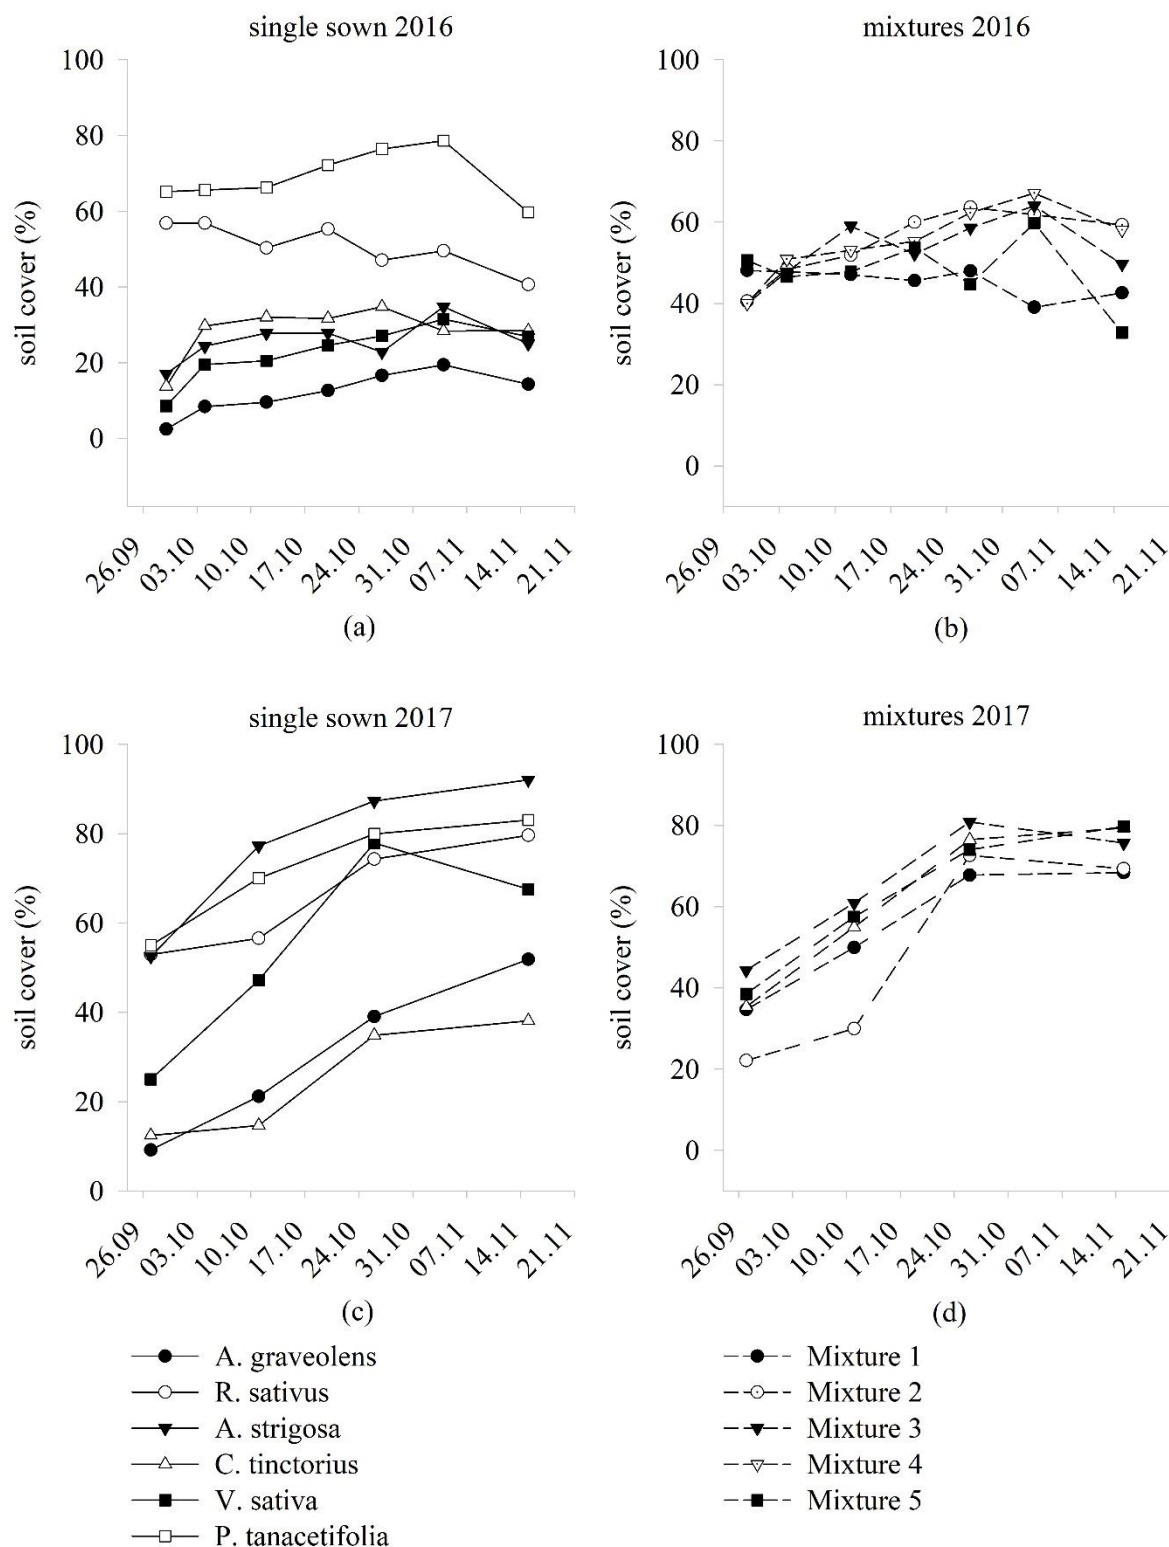 single sown 2016
mixtures 2016
soil cover (%)
100
80
60
40
20
0
26.09
03.10
10.10
17.10
24.10
31.10
07.11
14.11
21.11
(a)
soil cover (%)
100
80
60
40
20
0
26.09
03.10
10.10
17.10
24.10
31.10
07.11
14.11
21.11
(b)
single sown 2017
mixtures 2017
soil cover (%)
100
80
60
40
20
0
26.09
03.10
10.10
17.10
24.10
31.10
07.11
14.11
21.11
(c)
soil cover (%)
100
80
60
40
20
0
26.09
03.10
10.10
17.10
24.10
31.10
07.11
14.11
21.11
(d)
A. graveolens
R. sativus
A. strigosa
C. tinctorius
V. sativa
P. tanacetifolia
Mixture 1
Mixture 2
Mixture 3
Mixture 4
Mixture 5